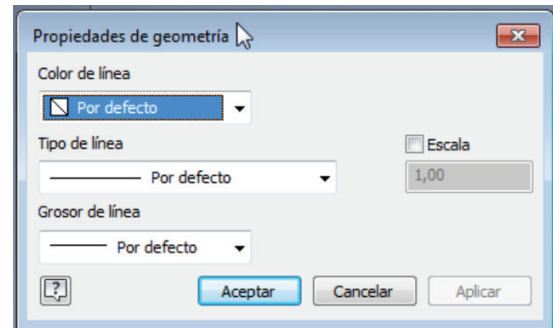 Propiedades de geometría
Color de línea
Por defecto
Tipo de línea
Escala
Por defecto
1,00
Grosor de línea
Por defecto
Aceptar
Cancelar
Aplicar